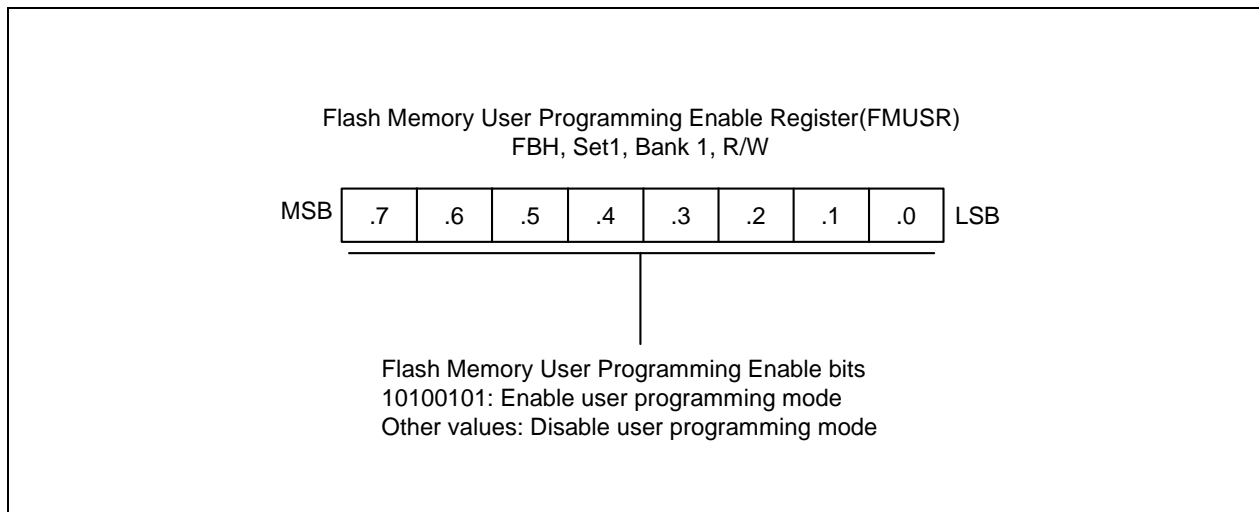 Flash Memory User Programming Enable Register(FMUSR)
FBH, Set1, Bank 1, R/W
MSB .7 .6 .5 .4 .3 .2 .1 .0 LSB
Flash Memory User Programming Enable bits
10100101: Enable user programming mode
Other values: Disable user programming mode